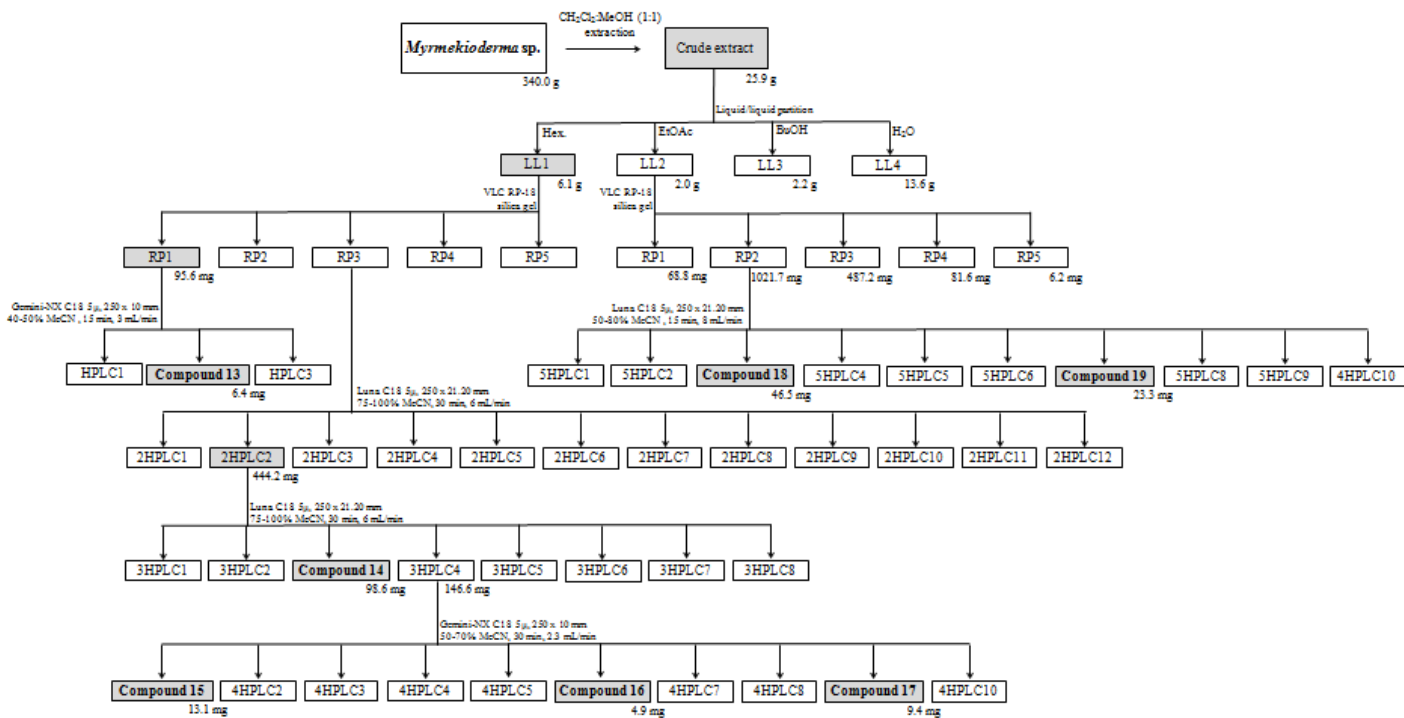 CH₂Cl₂:MeOH (1:1)
extraction
Myrmekioderma sp.
Crude extract
340.0 g
25.9 g
Liquid/liquid partition
Hex.
EtOAc
BuOH
H₂O
LL1
LL2
LL3
LL4
6.1 g
2.0 g
2.2 g
13.6 g
VLC RP-18
silica gel
VLC RP-18
silica gel
RP1
RP2
RP3
RP4
RP5
RP1
RP2
RP3
RP4
RP5
95.6 mg
68.8 mg
1021.7 mg
487.2 mg
81.6 mg
6.2 mg
Gemini-NX C18 5μ, 250 x 10 mm
40-50% MeCN , 15 min, 3 mL/min
Luna C18 5μ, 250 x 21.20 mm
50-80% MeCN , 15 min, 8 mL/min
HPLC1
Compound 13
HPLC3
6.4 mg
5HPLC1
5HPLC2
Compound 18
5HPLC4
5HPLC5
5HPLC6
Compound 19
5HPLC8
5HPLC9
4HPLC10
46.5 mg
23.3 mg
Luna C18 5μ, 250 x 21.20 mm
75-100% MeCN, 30 min, 6 mL/min
2HPLC1
2HPLC2
2HPLC3
2HPLC4
2HPLC5
2HPLC6
2HPLC7
2HPLC8
2HPLC9
2HPLC10
2HPLC11
2HPLC12
444.2 mg
Luna C18 5μ, 250 x 21.20 mm
75-100% MeCN, 30 min, 6 mL/min
3HPLC1
3HPLC2
Compound 14
3HPLC4
3HPLC5
3HPLC6
3HPLC7
3HPLC8
98.6 mg
146.6 mg
Gemini-NX C18 5μ, 250 x 10 mm
50-70% MeCN, 30 min, 2.3 mL/min
Compound 15
4HPLC2
4HPLC3
4HPLC4
4HPLC5
Compound 16
4HPLC7
4HPLC8
Compound 17
4HPLC10
13.1 mg
4.9 mg
9.4 mg